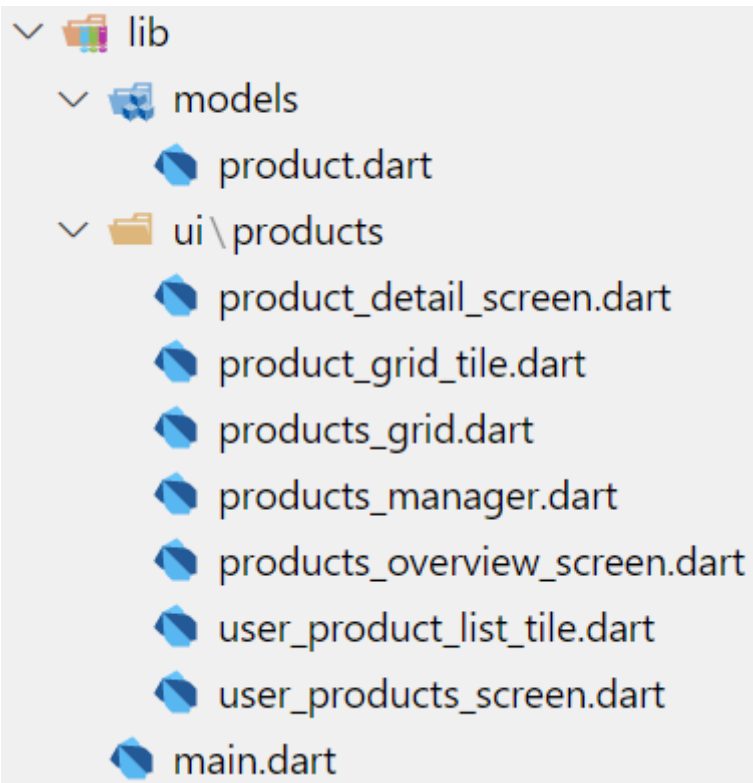 lib
models
product.dart
ui\products
product_detail_screen.dart
product_grid_tile.dart
products_grid.dart
products_manager.dart
products_overview_screen.dart
user_product_list_tile.dart
user_products_screen.dart
main.dart